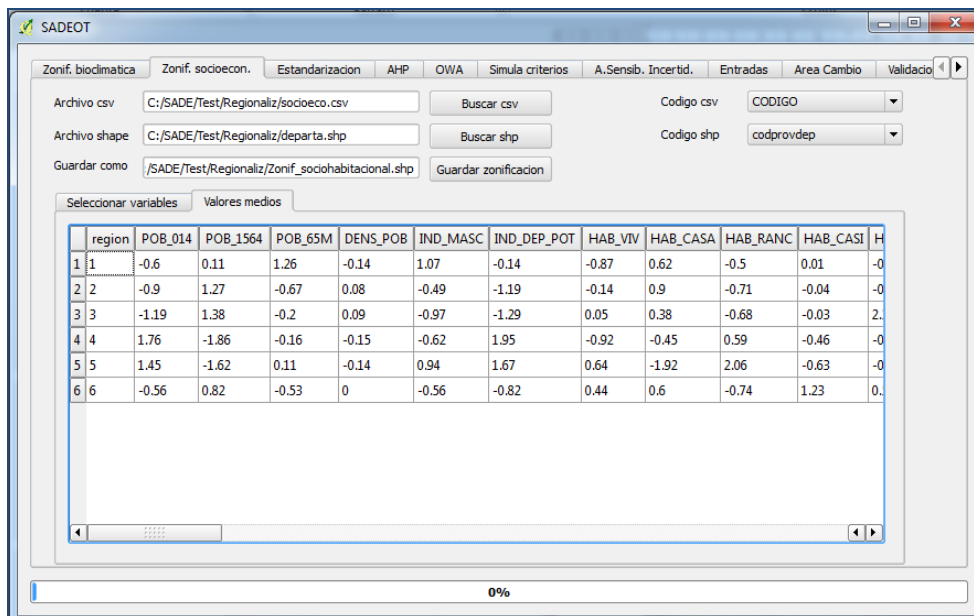 SADEOT
Zonif. bioclimatica Zonif. socioecon. Estandarizacion AHP OWA Simula criterios A.Sensib. Incertid. Entradas Area Cambio Validacio
Archivo csv C:/SADE/Test/Regionaliz/socioeco.csv Buscar csv Codigo csv CODIGO
Archivo shape C:/SADE/Test/Regionaliz/departa.shp Buscar shp Codigo shp codprovdep
Guardar como :/SADE/Test/Regionaliz/Zonif_sociohabitacional.shp Guardar zonificacion
Seleccionar variables Valores medios
region POB_014 POB_1564 POB_65M DENS_POB IND_MASC IND_DEP_POT HAB_VIV HAB_CASA HAB_RANC HAB_CASI H
1 1 -0.6 0.11 1.26 -0.14 1.07 -0.14 -0.87 0.62 -0.5 0.01 -0
2 2 -0.9 1.27 -0.67 0.08 -0.49 -1.19 -0.14 0.9 -0.71 -0.04 -0
3 3 -1.19 1.38 -0.2 0.09 -0.97 -1.29 0.05 0.38 -0.68 -0.03 2.
4 4 1.76 -1.86 -0.16 -0.15 -0.62 1.95 -0.92 -0.45 0.59 -0.46 -0
5 5 1.45 -1.62 0.11 -0.14 0.94 1.67 0.64 -1.92 2.06 -0.63 -0
6 6 -0.56 0.82 -0.53 0 -0.56 -0.82 0.44 0.6 -0.74 1.23 0.
0%